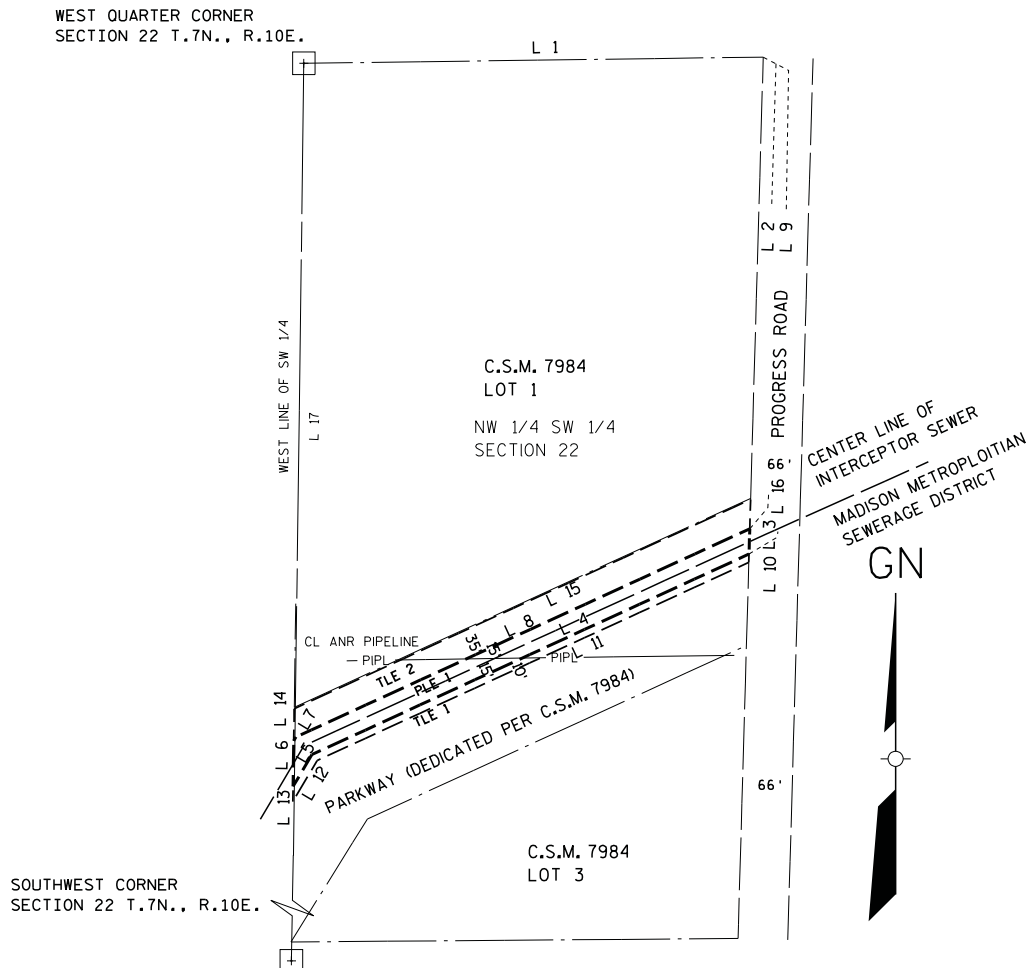 WEST QUARTER CORNER
SECTION 22 T.7N., R.10E.
L 1
L 2
L 9
WEST LINE OF SW 1/4
L 17
PROGRESS ROAD
C.S.M. 7984
LOT 1
NW 1/4 SW 1/4
SECTION 22
66'
L 16
CENTER LINE OF
INTERCEPTOR SEWER
MADISON METROPLOITIAN
SEWERAGE DISTRICT
L 3
L 10
GN
L 15
L 8
L 4
L 11
35'
15'
15'
10'
CL ANR PIPELINE
PIPL
PIPL
TLE 2
PLE 1
TLE 1
L 14
L 7
L 6
L 5
L 12
L 13
PARKWAY (DEDICATED PER C.S.M. 7984)
66'
C.S.M. 7984
LOT 3
SOUTHWEST CORNER
SECTION 22 T.7N., R.10E.